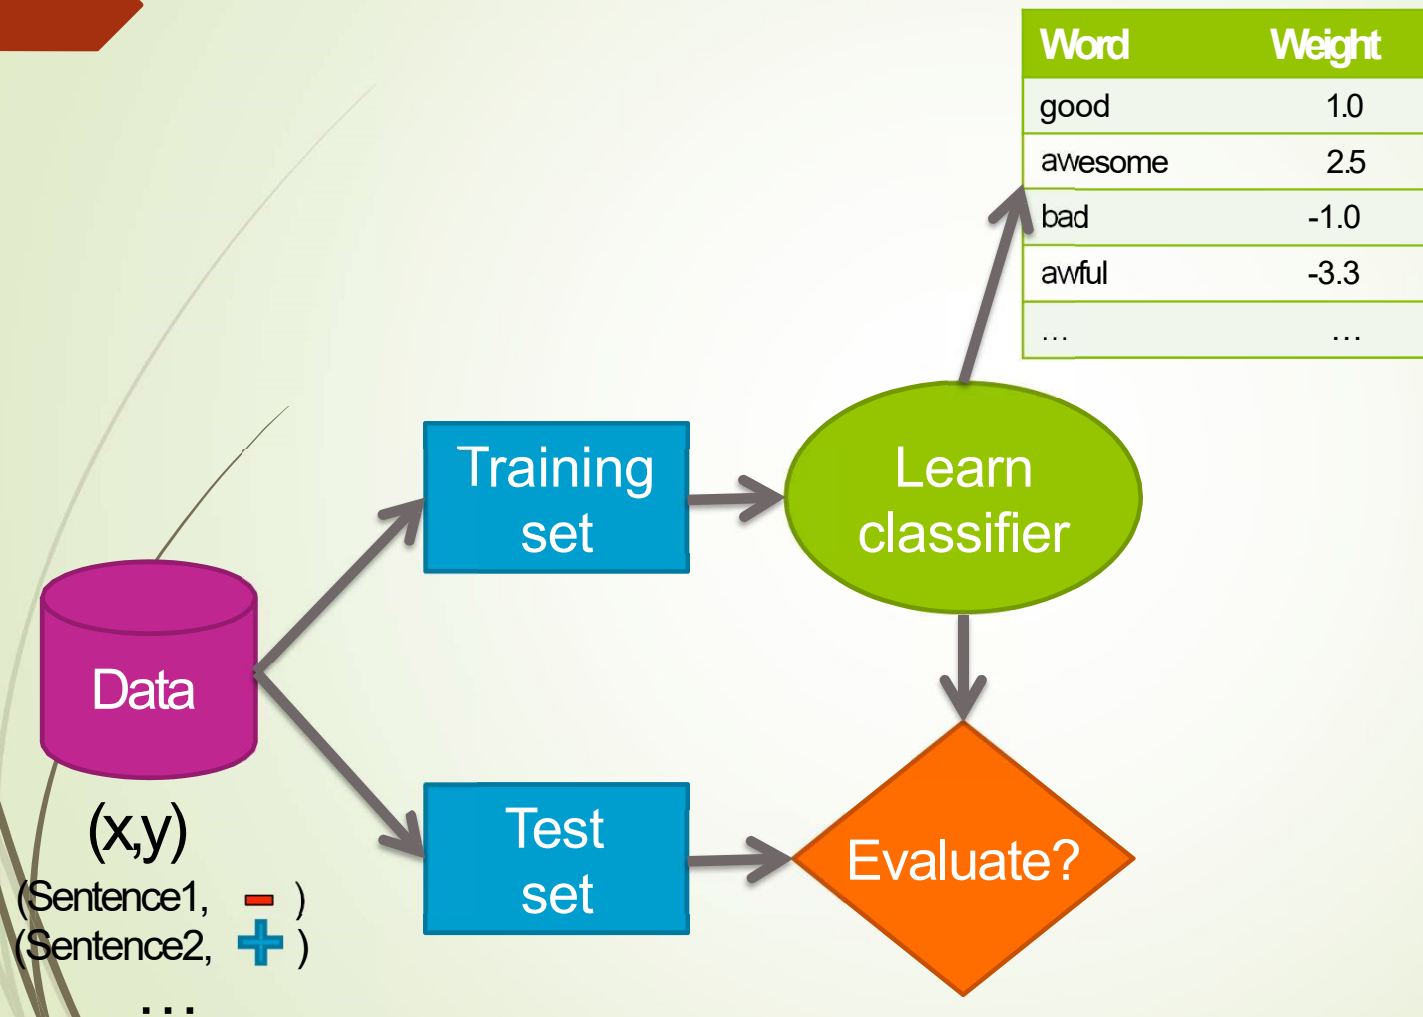 Word Weight
good 1.0
awesome 2.5
bad -1.0
awful -3.3
… …
Training
set
Learn
classifier
Data
(x,y)
(Sentence1, - )
(Sentence2, + )
...
Test
set
Evaluate?